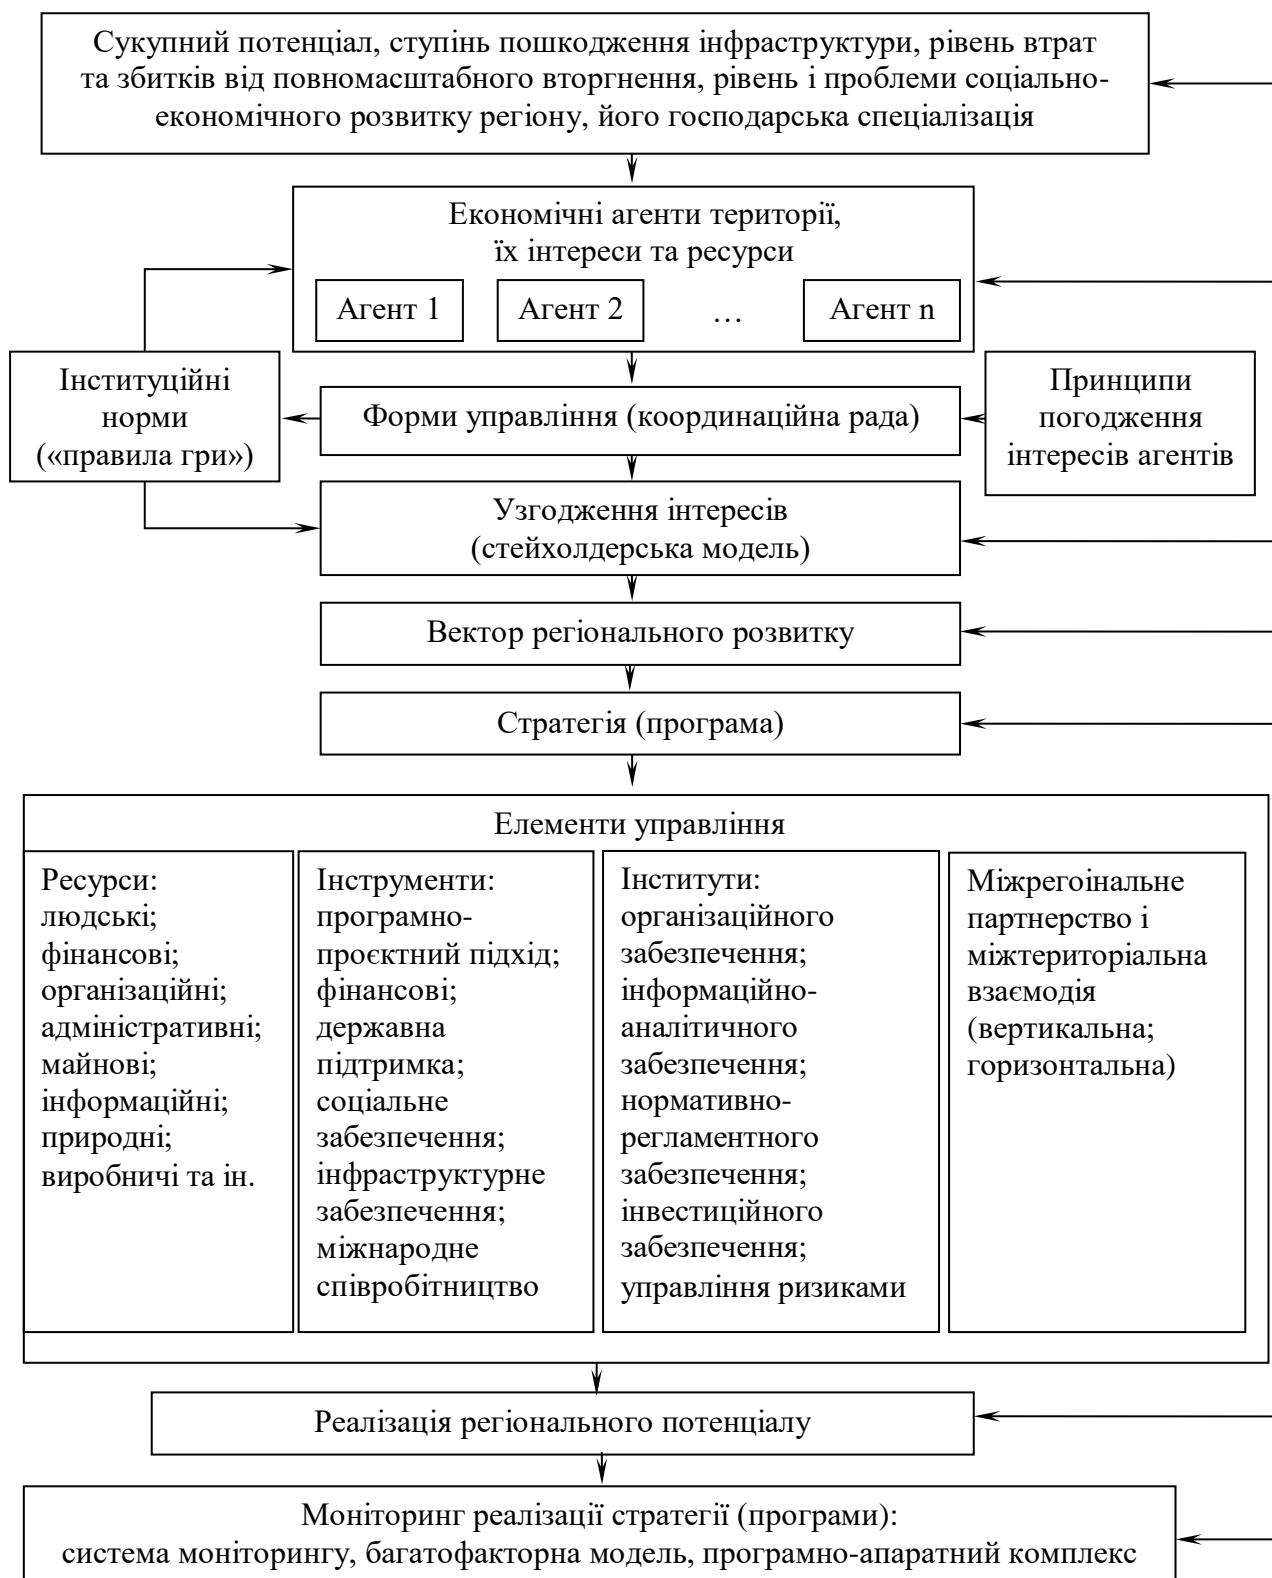 Сукупний потенціал, ступінь пошкодження інфраструктури, рівень втрат
та збитків від повномасштабного вторгнення, рівень і проблеми соціально-
економічного розвитку регіону, його господарська спеціалізація
Економічні агенти території,
їх інтереси та ресурси
Агент 1
Агент 2
...
Агент n
Інституційні
норми
(«правила гри»)
Форми управління (координаційна рада)
Принципи
погодження
інтересів агентів
Узгодження інтересів
(стейхолдерська модель)
Вектор регіонального розвитку
Стратегія (програма)
Елементи управління
Ресурси:
людські;
фінансові;
організаційні;
адміністративні;
майнові;
інформаційні;
природні;
виробничі та ін.
Інструменти:
програмно-
проєктний підхід;
фінансові;
державна
підтримка;
соціальне
забезпечення;
інфраструктурне
забезпечення;
міжнародне
співробітництво
Інститути:
організаційного
забезпечення;
інформаційно-
аналітичного
забезпечення;
нормативно-
регламентного
забезпечення;
інвестиційного
забезпечення;
управління ризиками
Міжрегоінальне
партнерство і
міжтериторіальна
взаємодія
(вертикальна;
горизонтальна)
Реалізація регіонального потенціалу
Моніторинг реалізації стратегії (програми):
система моніторингу, багатофакторна модель, програмно-апаратний комплекс